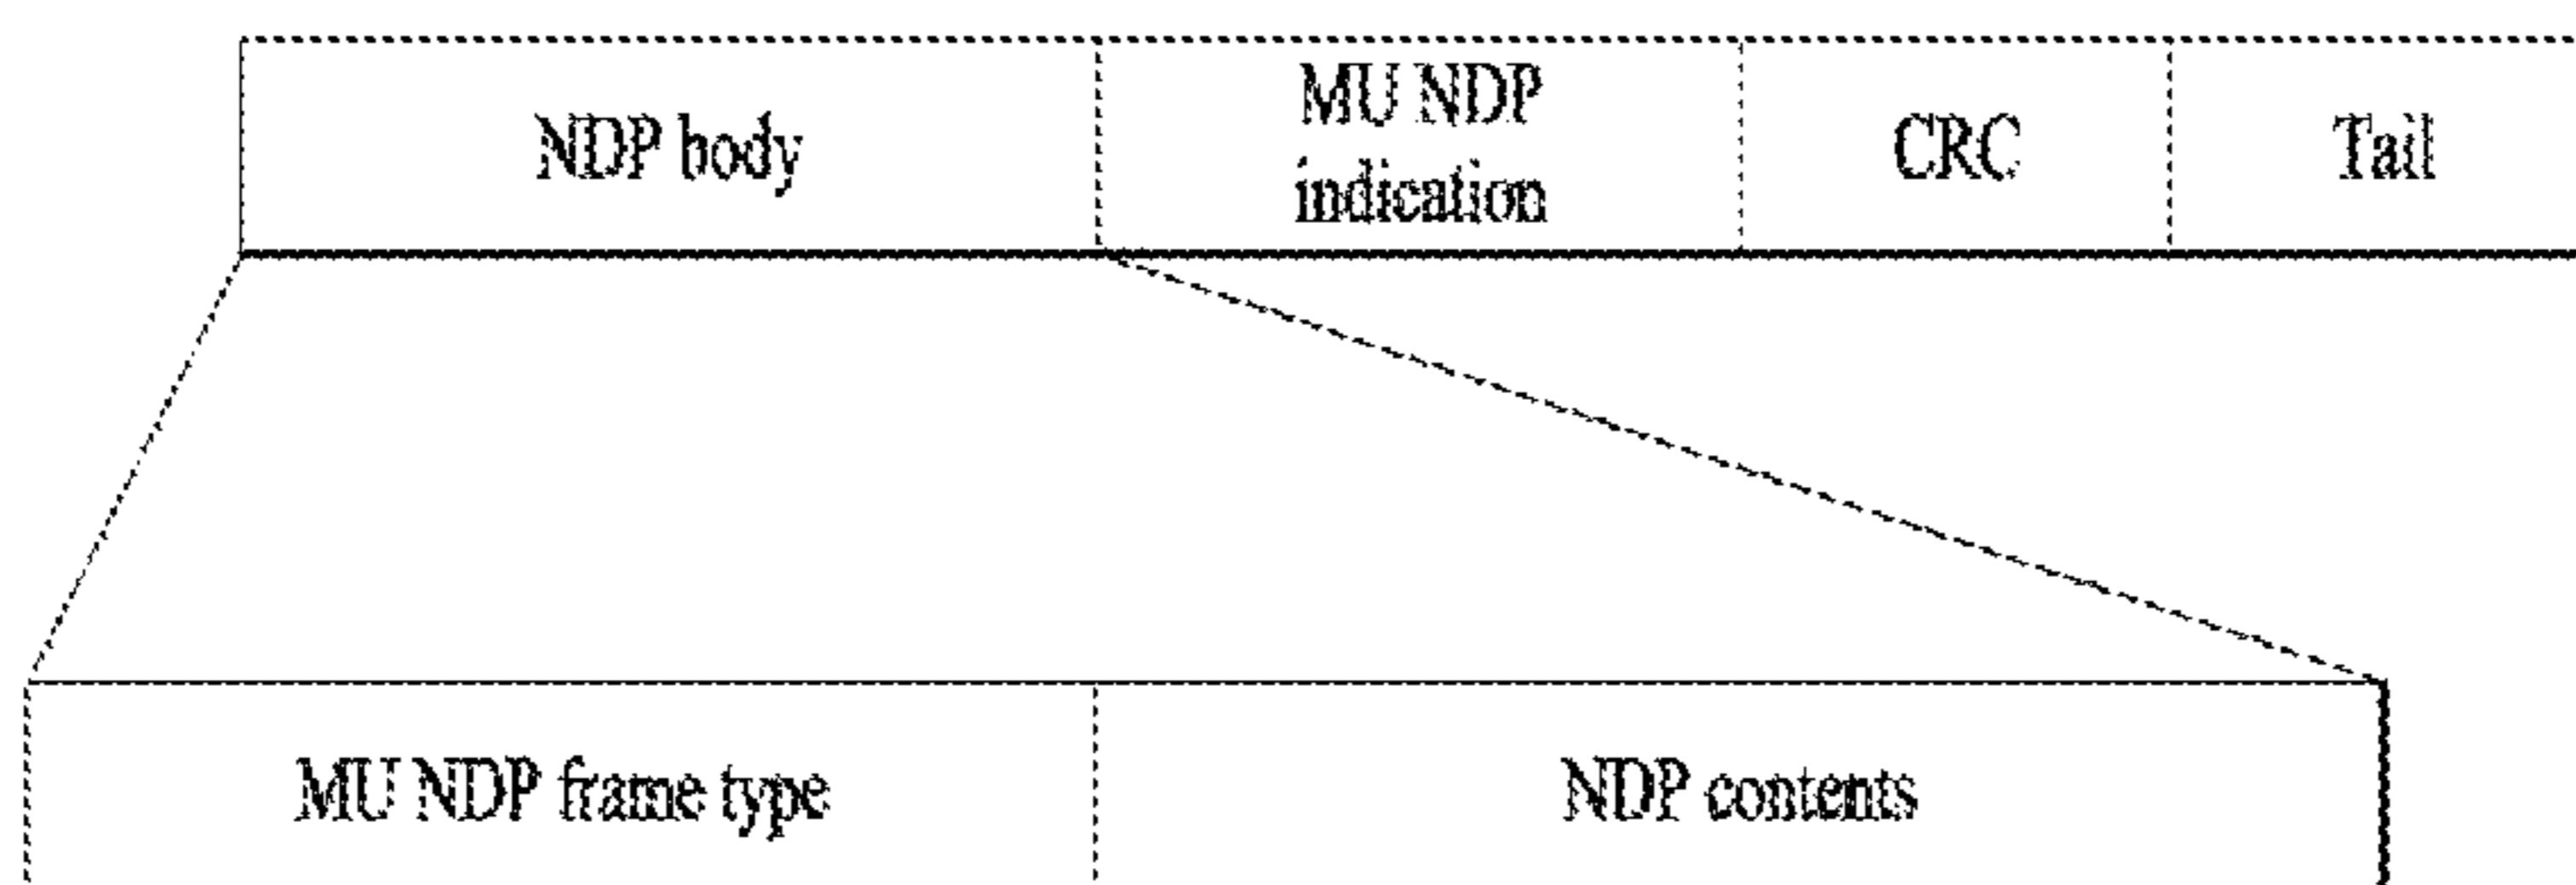 NDP body
MU NDP
indication
CRC
Tail
MU NDP frame type
NDP contents